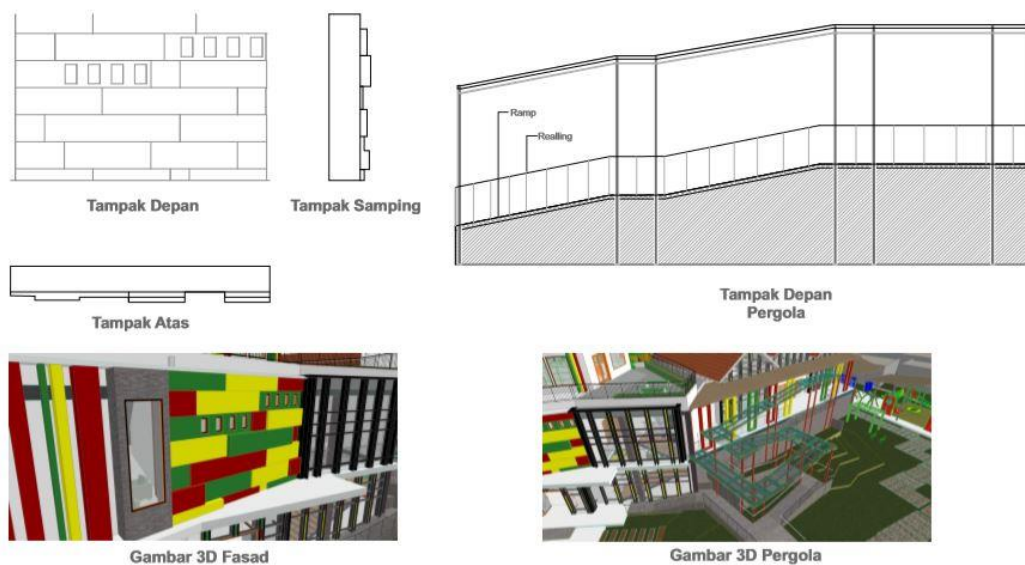 Ramp
Realling
Tampak Depan
Tampak Samping
Tampak Atas
Tampak Depan
Pergola
Gambar 3D Fasad
Gambar 3D Pergola